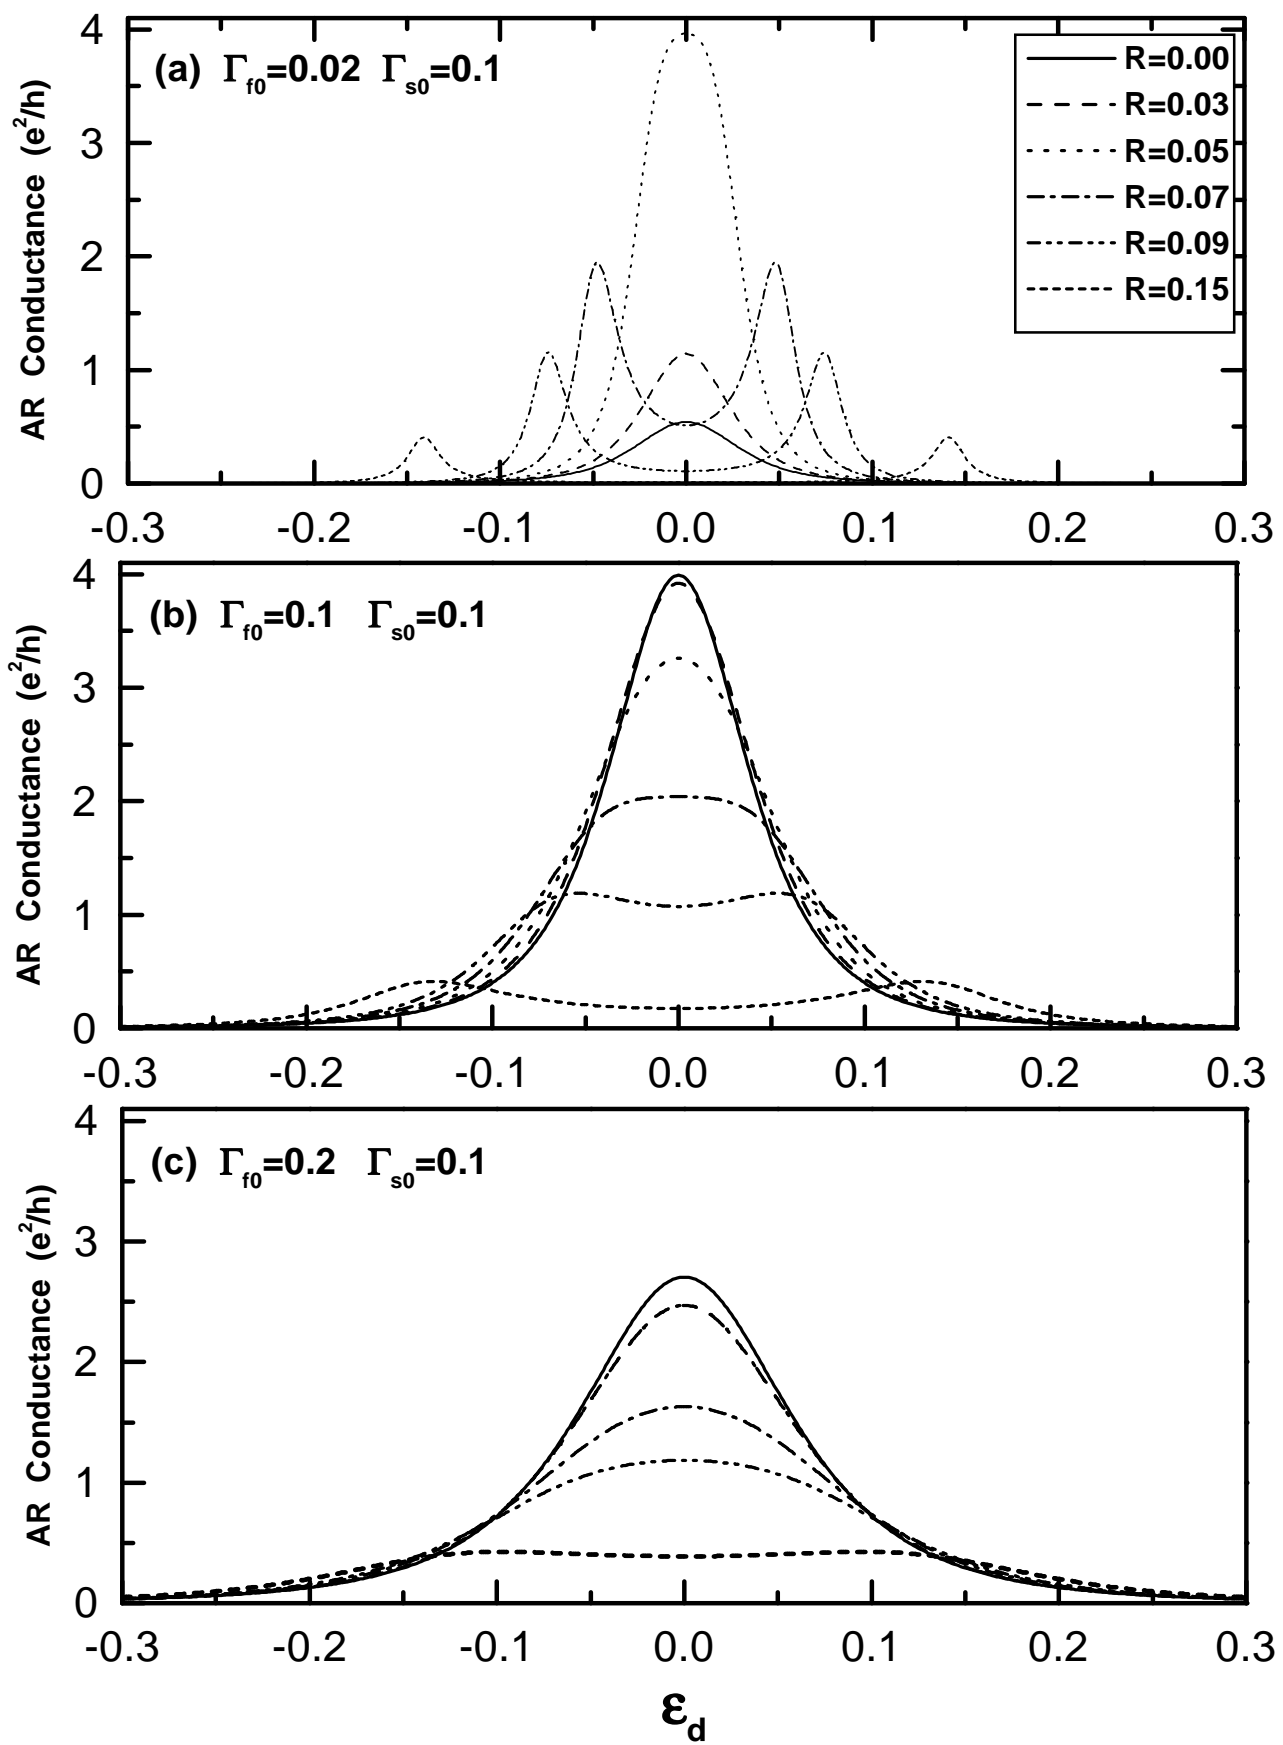 (a) Γf0=0.02 Γs0=0.1
R=0.00
R=0.03
R=0.05
R=0.07
R=0.09
R=0.15
AR Conductance (e²/h)
4
3
2
1
0
-0.3 -0.2 -0.1 0.0 0.1 0.2 0.3
(b) Γf0=0.1 Γs0=0.1
AR Conductance (e²/h)
4
3
2
1
0
-0.3 -0.2 -0.1 0.0 0.1 0.2 0.3
(c) Γf0=0.2 Γs0=0.1
AR Conductance (e²/h)
4
3
2
1
0
-0.3 -0.2 -0.1 0.0 0.1 0.2 0.3
εd